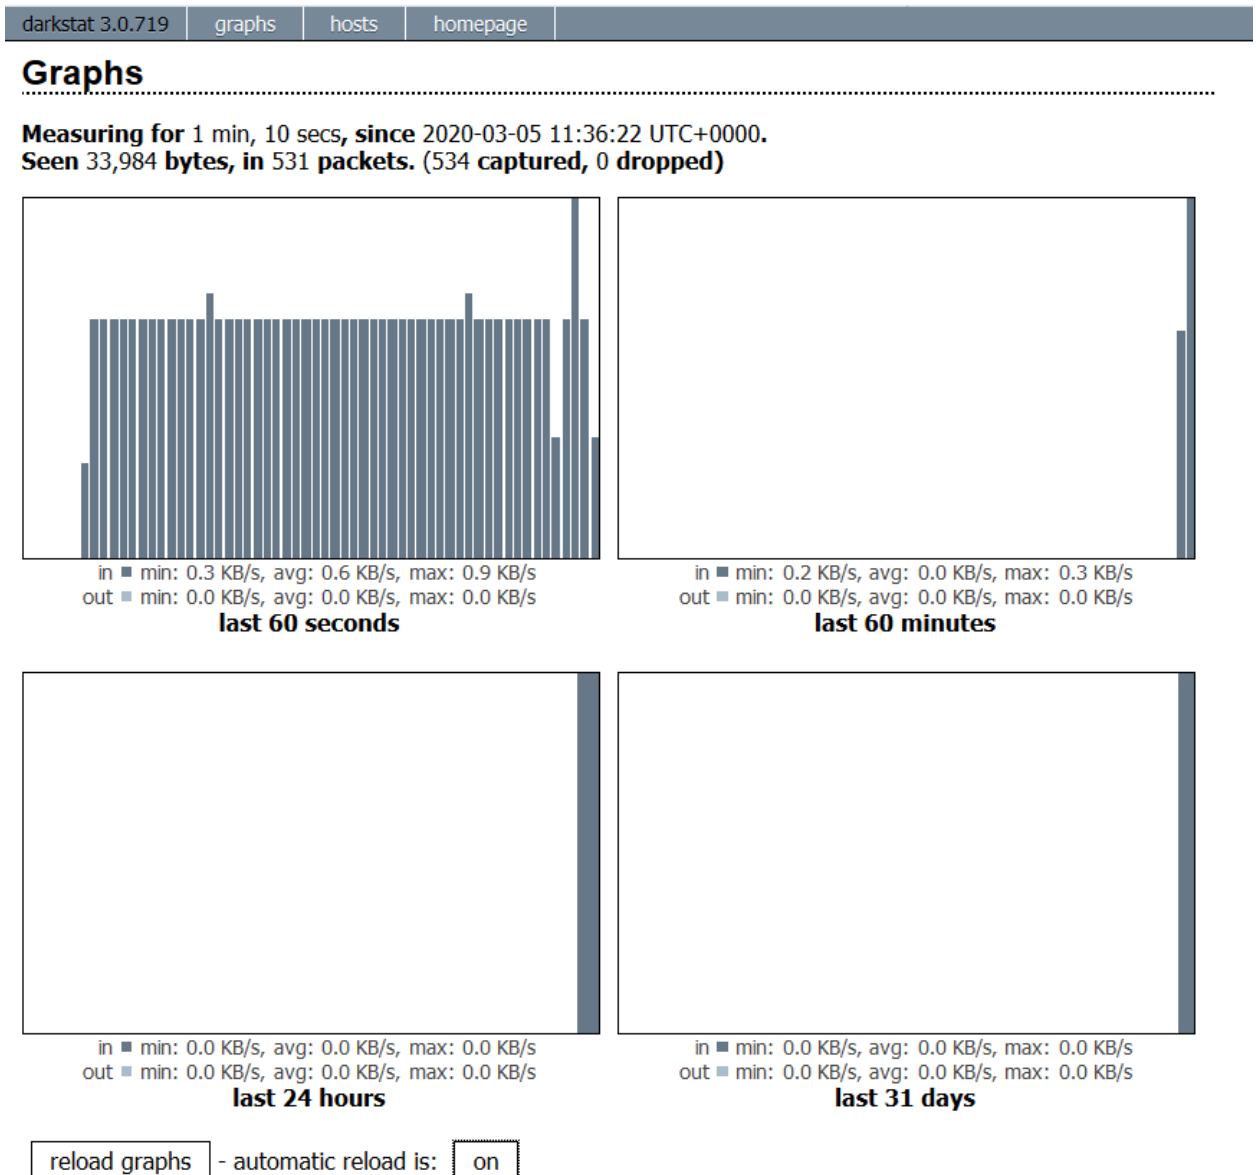 darkstat 3.0.719 graphs hosts homepage
Graphs
Measuring for 1 min, 10 secs, since 2020-03-05 11:36:22 UTC+0000.
Seen 33,984 bytes, in 531 packets. (534 captured, 0 dropped)
in min: 0.3 KB/s, avg: 0.6 KB/s, max: 0.9 KB/s
out min: 0.0 KB/s, avg: 0.0 KB/s, max: 0.0 KB/s
last 60 seconds
in min: 0.2 KB/s, avg: 0.0 KB/s, max: 0.3 KB/s
out min: 0.0 KB/s, avg: 0.0 KB/s, max: 0.0 KB/s
last 60 minutes
in min: 0.0 KB/s, avg: 0.0 KB/s, max: 0.0 KB/s
out min: 0.0 KB/s, avg: 0.0 KB/s, max: 0.0 KB/s
last 24 hours
in min: 0.0 KB/s, avg: 0.0 KB/s, max: 0.0 KB/s
out min: 0.0 KB/s, avg: 0.0 KB/s, max: 0.0 KB/s
last 31 days
reload graphs - automatic reload is: on